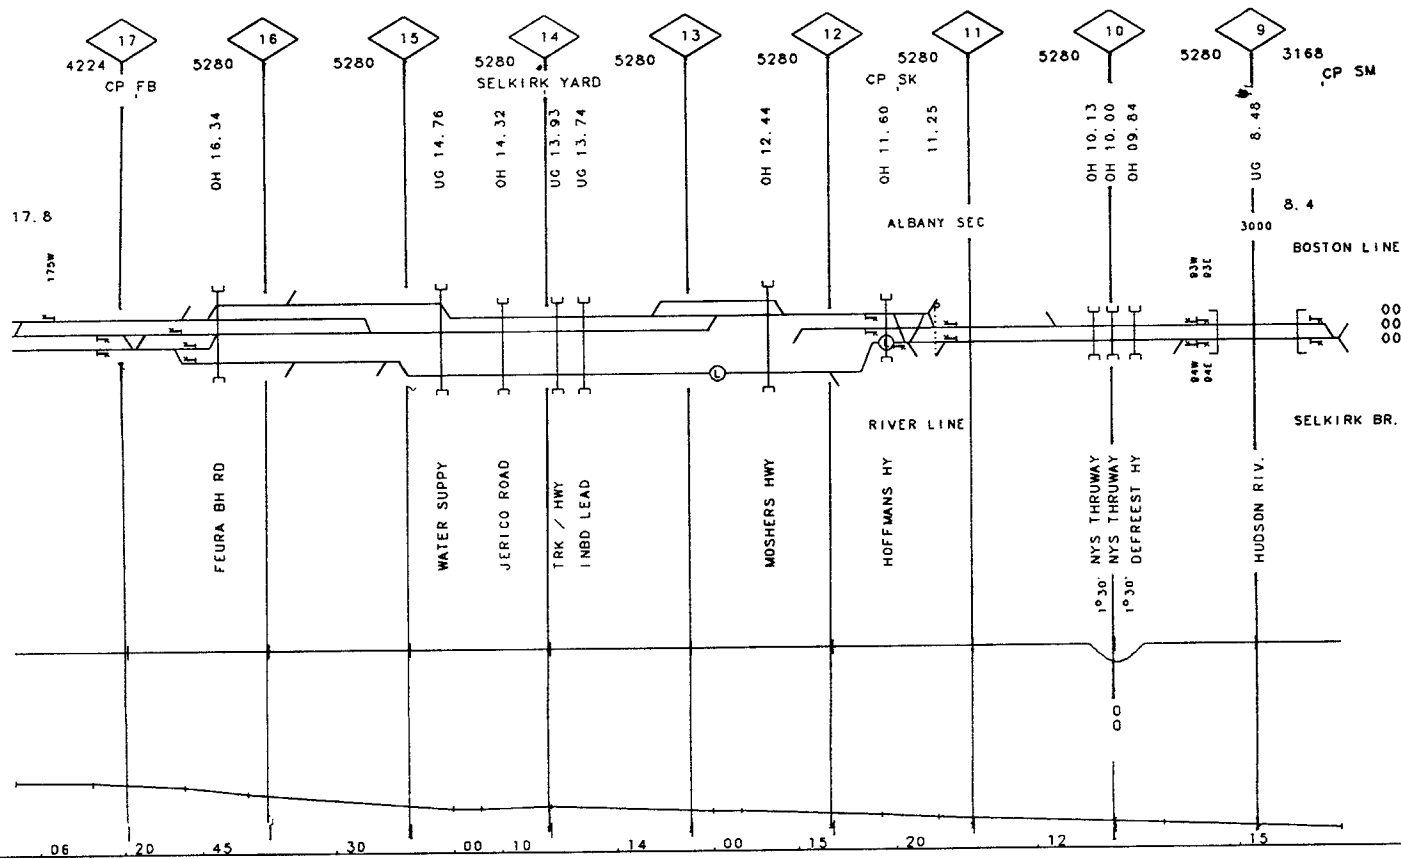 17 16 15 14 13 12 11 10 9
4224 5280 5280 5280 5280 5280 5280 5280 5280 3168
CP FB
SELKIRK YARD
CP SK
CP SM
OH 16.34
UG 14.76
OH 14.32
UG 13.93
UG 13.74
OH 12.44
OH 11.60
11.25
OH 10.13
OH 10.00
OH 09.84
UG 8.48
17.8
8.4
ALBANY SEC
3000
BOSTON LINE
175W
93W
93E
00
00
00
L
L
94W
94E
RIVER LINE
SELKIRK BR.
FEURA BH RD
WATER SUPPY
JERICO ROAD
TRK / HWY
INBD LEAD
MOSHERS HWY
HOFFMANS HY
NYS THRUWAY
NYS THRUWAY
DEFREEST HY
HUDSON RIV.
1°30'
1°30'
0
0
.06 .20 .45 .30 .00 .10 .14 .00 .15 .20 .12 .15